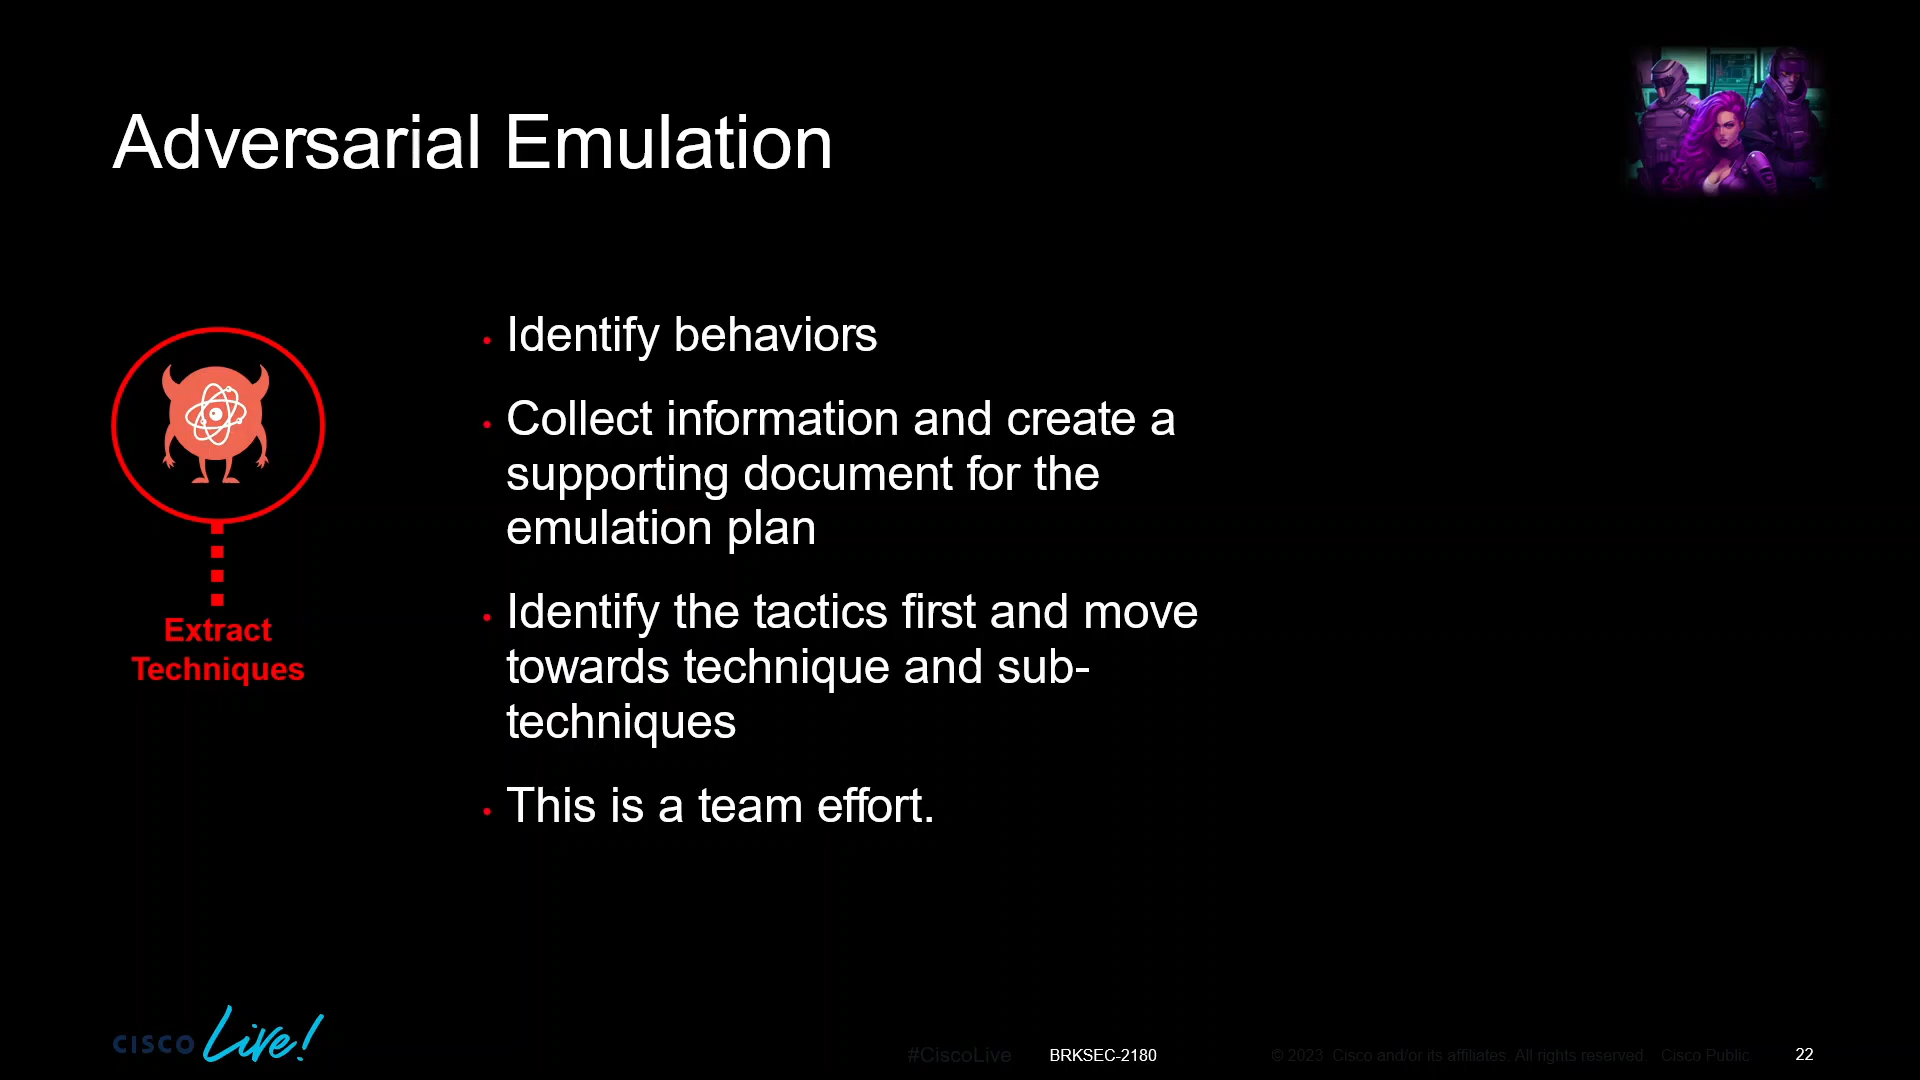 Adversarial Emulation
Extract
Techniques
• Identify behaviors
• Collect information and create a
supporting document for the
emulation plan
• Identify the tactics first and move
towards technique and sub-
techniques
• This is a team effort.
CISCO Live!
#CiscoLive
BRKSEC-2180
© 2023 Cisco and/or its affiliates. All rights reserved. Cisco Public
22